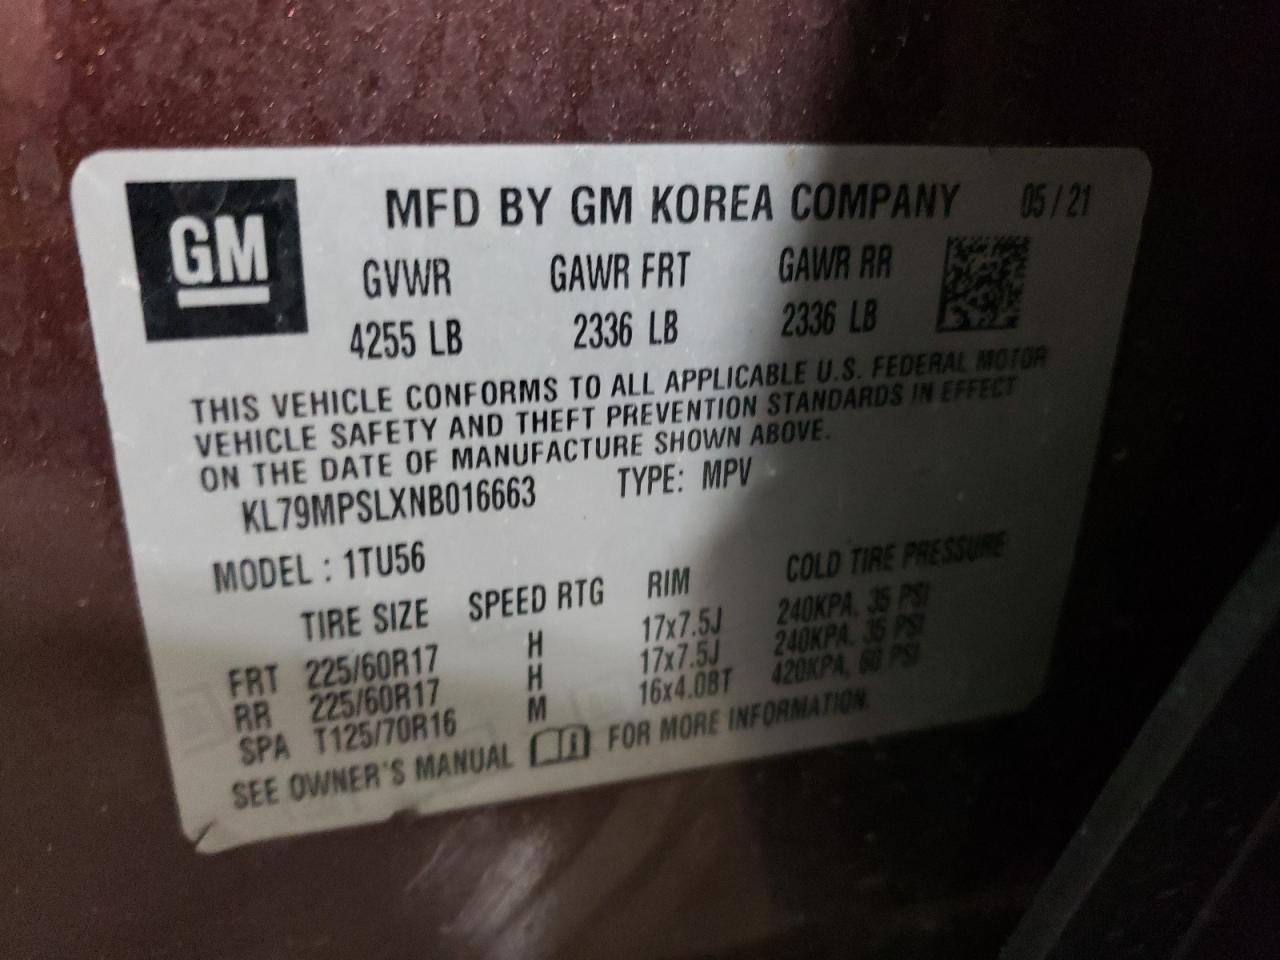 GM
MFD BY GM KOREA COMPANY 05/21
GVWR GAWR FRT GAWR RR
4255 LB 2336 LB 2336 LB
THIS VEHICLE CONFORMS TO ALL APPLICABLE U.S. FEDERAL MOTOR
VEHICLE SAFETY AND THEFT PREVENTION STANDARDS IN EFFECT
ON THE DATE OF MANUFACTURE SHOWN ABOVE.
KL79MPSLXNB016663 TYPE: MPV
MODEL : 1TU56
TIRE SIZE SPEED RTG RIM COLD TIRE PRESSURE
FRT 225/60R17 H 17x7.5J 240KPA, 35 PSI
RR 225/60R17 H 17x7.5J 240KPA, 35 PSI
SPA T125/70R16 M 16x4.0BT 420KPA, 60 PSI
SEE OWNER'S MANUAL FOR MORE INFORMATION.